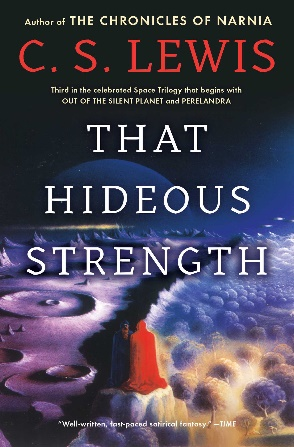 Author of THE CHRONICLES OF NARNIA
C. S. LEWIS
Third in the celebrated Space Trilogy that begins with
OUT OF THE SILENT PLANET and PERELANDRA
THAT
HIDEOUS
STRENGTH
"Well-written, fast-paced satirical fantasy." —TIME